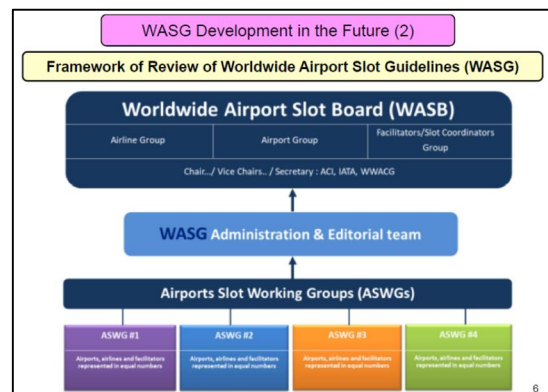 WASG Development in the Future (2)
Framework of Review of Worldwide Airport Slot Guidelines (WASG)
Worldwide Airport Slot Board (WASB)
Airline Group
Airport Group
Facilitators/Slot Coordinators
Group
Chair.../ Vice Chairs.. / Secretary : ACI, IATA, WWACG
WASG Administration & Editorial team
Airports Slot Working Groups (ASWGs)
ASWG #1
Airports, airlines and facilitators
represented in equal numbers
ASWG #2
Airports, airlines and facilitators
represented in equal numbers
ASWG #3
Airports, airlines and facilitators
represented in equal numbers
ASWG #4
Airports, airlines and facilitators
represented in equal numbers
6